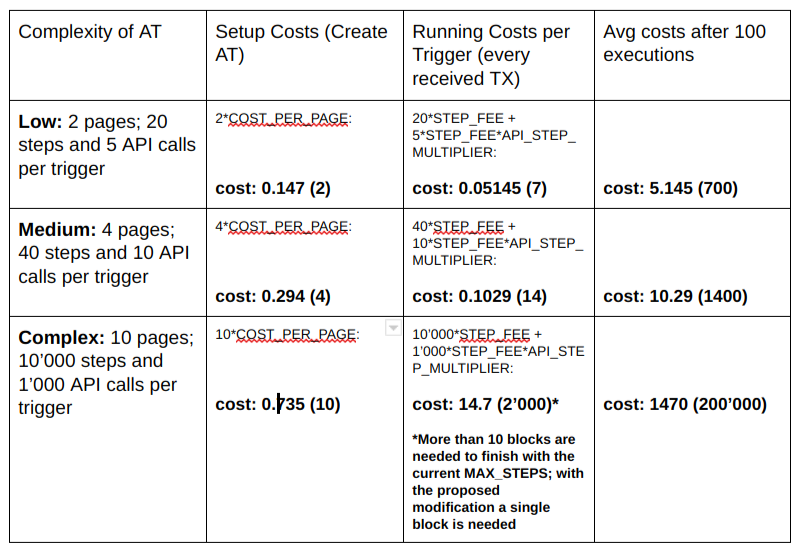 Complexity of AT
Setup Costs (Create
AT)
Running Costs per
Trigger (every
received TX)
Avg costs after 100
executions
Low: 2 pages; 20
steps and 5 API calls
per trigger
2*COST_PER_PAGE:
cost: 0.147 (2)
20*STEP_FEE +
5*STEP_FEE*API_STEP_
MULTIPLIER:
cost: 0.05145 (7)
cost: 5.145 (700)
Medium: 4 pages;
40 steps and 10 API
calls per trigger
4*COST_PER_PAGE:
cost: 0.294 (4)
40*STEP_FEE +
10*STEP_FEE*API_STEP_
MULTIPLIER:
cost: 0.1029 (14)
cost: 10.29 (1400)
Complex: 10 pages;
10’000 steps and
1’000 API calls per
trigger
10*COST_PER_PAGE:
cost: 0.735 (10)
10’000*STEP_FEE +
1’000*STEP_FEE*API_STE
P_MULTIPLIER:
cost: 14.7 (2’000)*
*More than 10 blocks are
needed to finish with the
current MAX_STEPS; with
the proposed
modification a single
block is needed
cost: 1470 (200’000)